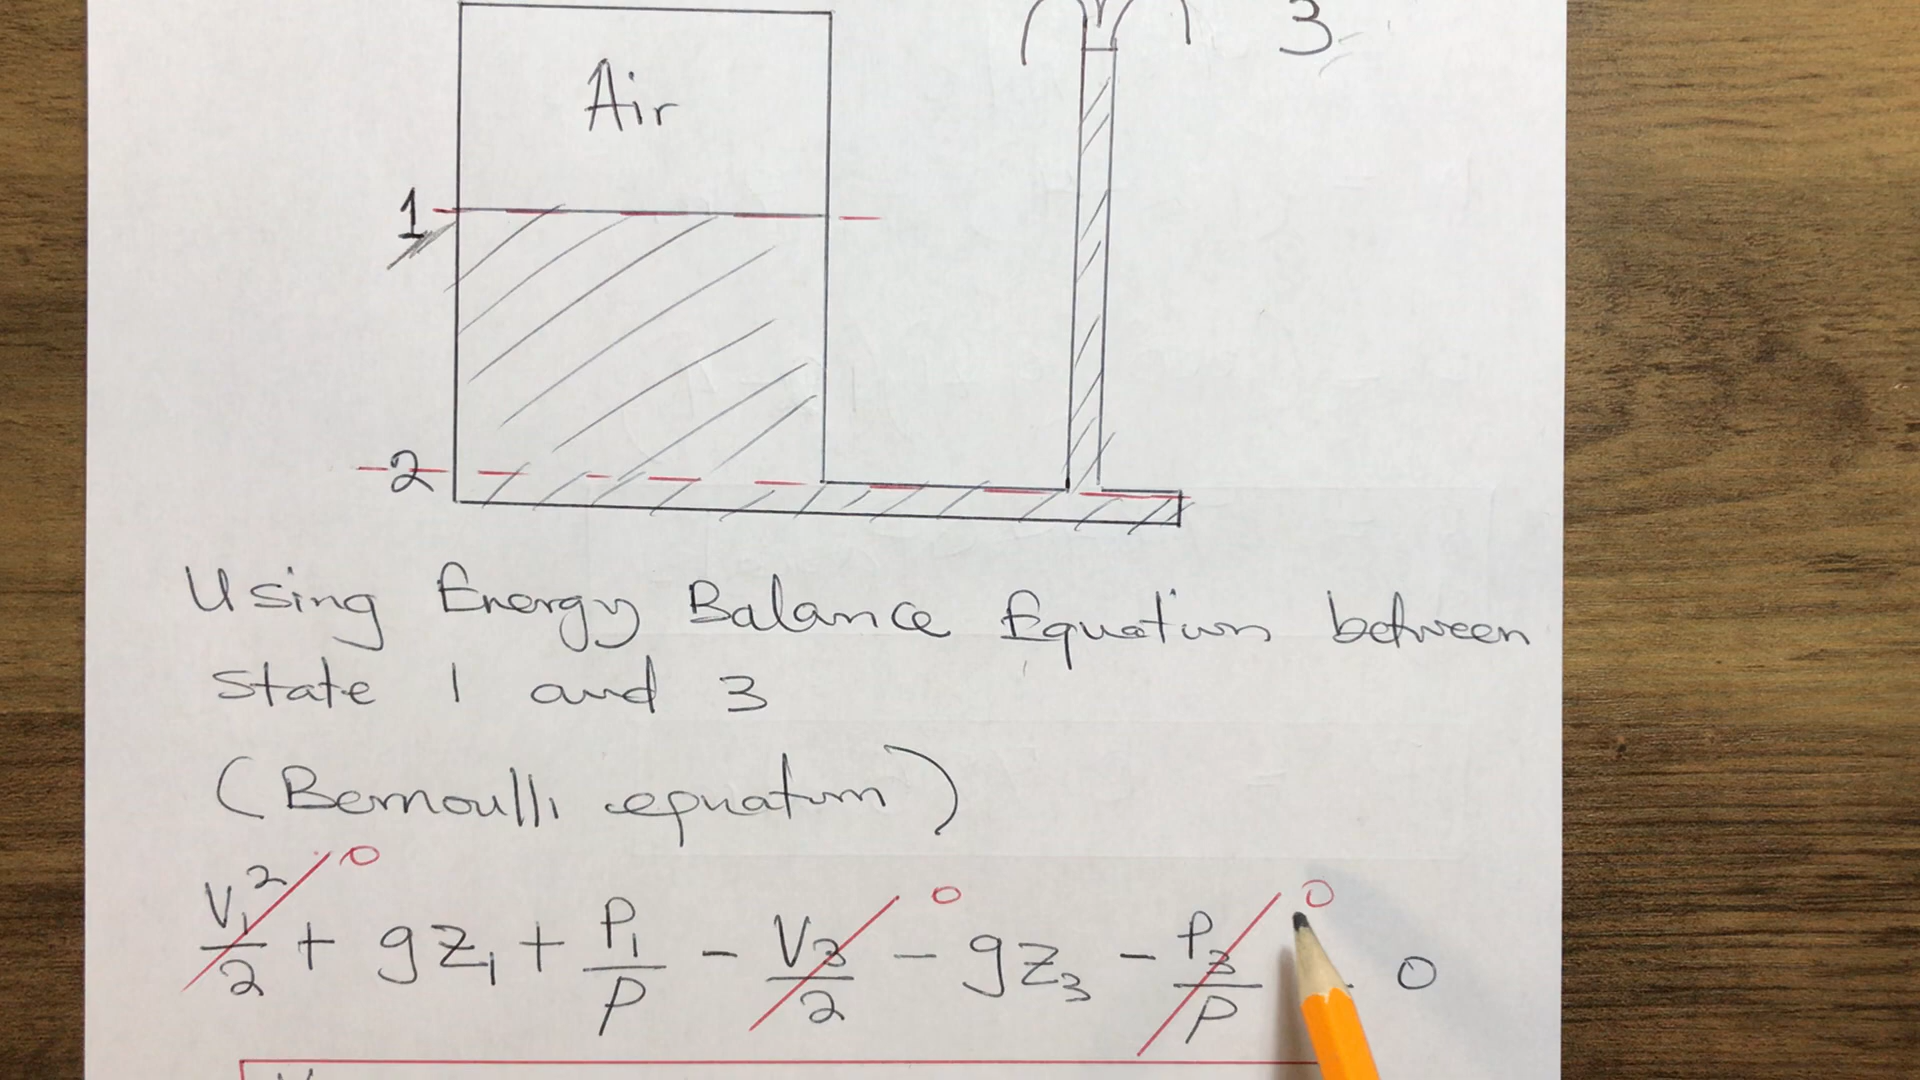 3
Air
1
2
Using Energy Balance Equation between
state 1 and 3
(Bernoulli equation)
0 0 0
V₁²/2 + gz₁ + P₁/ρ - V₃/2 - gz₃ - P₃/ρ 0